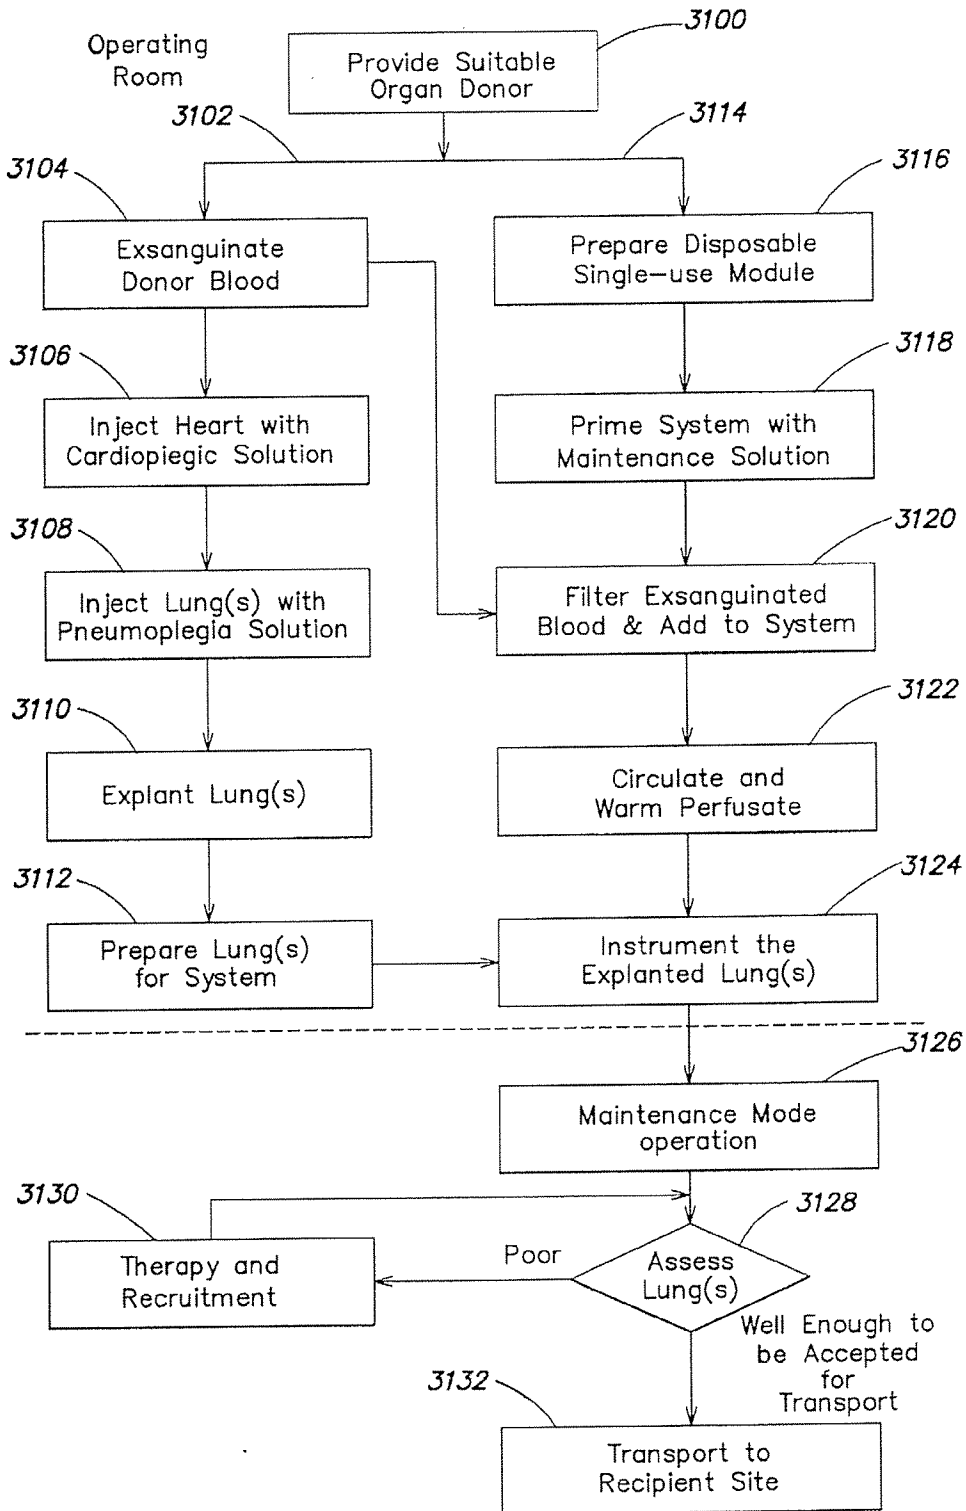 3100
Operating
Room
Provide Suitable
Organ Donor
3102
3114
3104
3116
Exsanguinate
Donor Blood
Prepare Disposable
Single-use Module
3106
3118
Inject Heart with
Cardiopiegic Solution
Prime System with
Maintenance Solution
3108
3120
Inject Lung(s) with
Pneumoplegia Solution
Filter Exsanguinated
Blood & Add to System
3110
3122
Explant Lung(s)
Circulate and
Warm Perfusate
3112
3124
Prepare Lung(s)
for System
Instrument the
Explanted Lung(s)
3126
Maintenance Mode
operation
3130
3128
Therapy and
Recruitment
Poor
Assess
Lung(s)
Well Enough to
be Accepted
for
Transport
3132
Transport to
Recipient Site